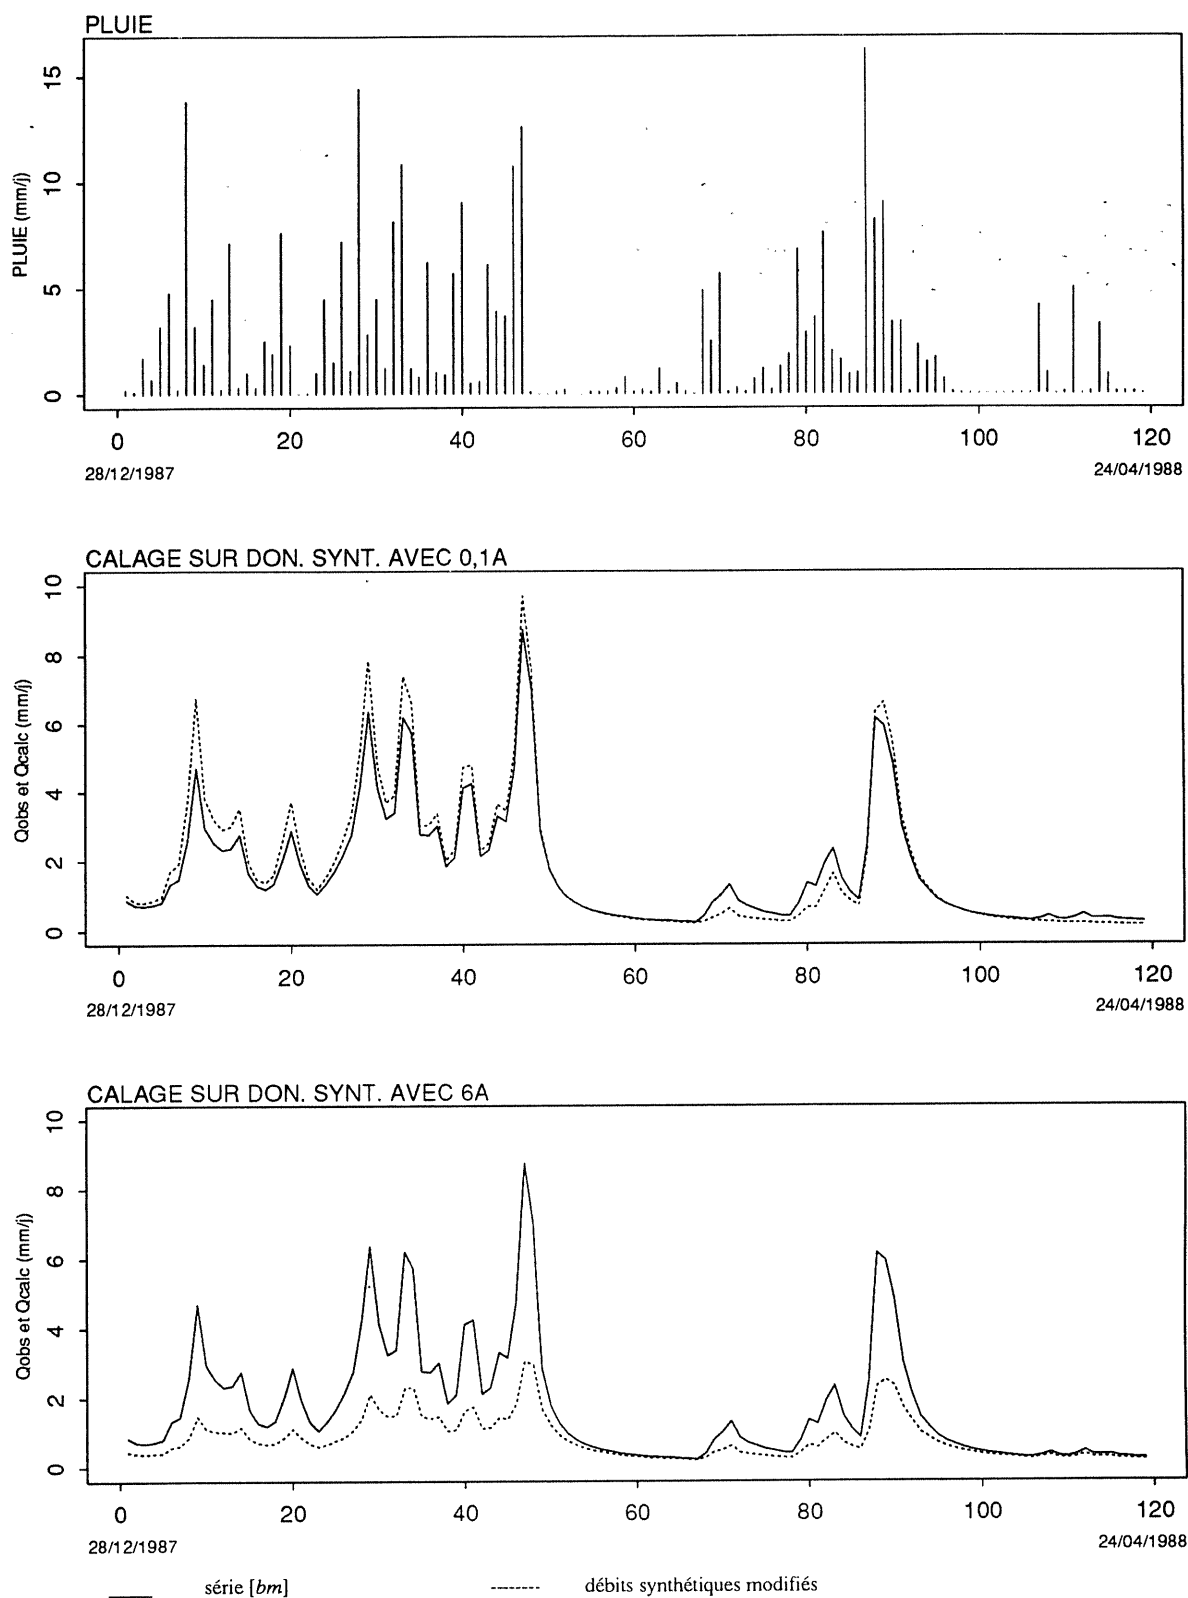 PLUIE
PLUIE (mm/j)
15
10
5
0
0 20 40 60 80 100 120
28/12/1987 24/04/1988
CALAGE SUR DON. SYNT. AVEC 0,1A
Qobs et Qcalc (mm/j)
10
8
6
4
2
0
0 20 40 60 80 100 120
28/12/1987 24/04/1988
CALAGE SUR DON. SYNT. AVEC 6A
Qobs et Qcalc (mm/j)
10
8
6
4
2
0
0 20 40 60 80 100 120
28/12/1987 24/04/1988
série [bm] débits synthétiques modifiés